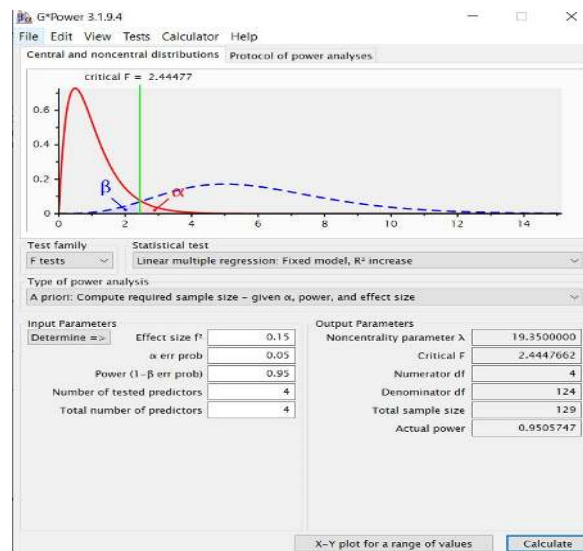 G*Power 3.1.9.4
File Edit View Tests Calculator Help
Central and noncentral distributions Protocol of power analyses
critical F = 2.44477
0.6
0.4
0.2
0
β
α
0 2 4 6 8 10 12 14
Test family Statistical test
F tests Linear multiple regression: Fixed model, R² increase
Type of power analysis
A priori: Compute required sample size – given α, power, and effect size
Input Parameters Output Parameters
Determine => Effect size f² 0.15 Noncentrality parameter λ 19.3500000
α err prob 0.05 Critical F 2.4447662
Power (1-β err prob) 0.95 Numerator df 4
Number of tested predictors 4 Denominator df 124
Total number of predictors 4 Total sample size 129
Actual power 0.9505747
X-Y plot for a range of values Calculate